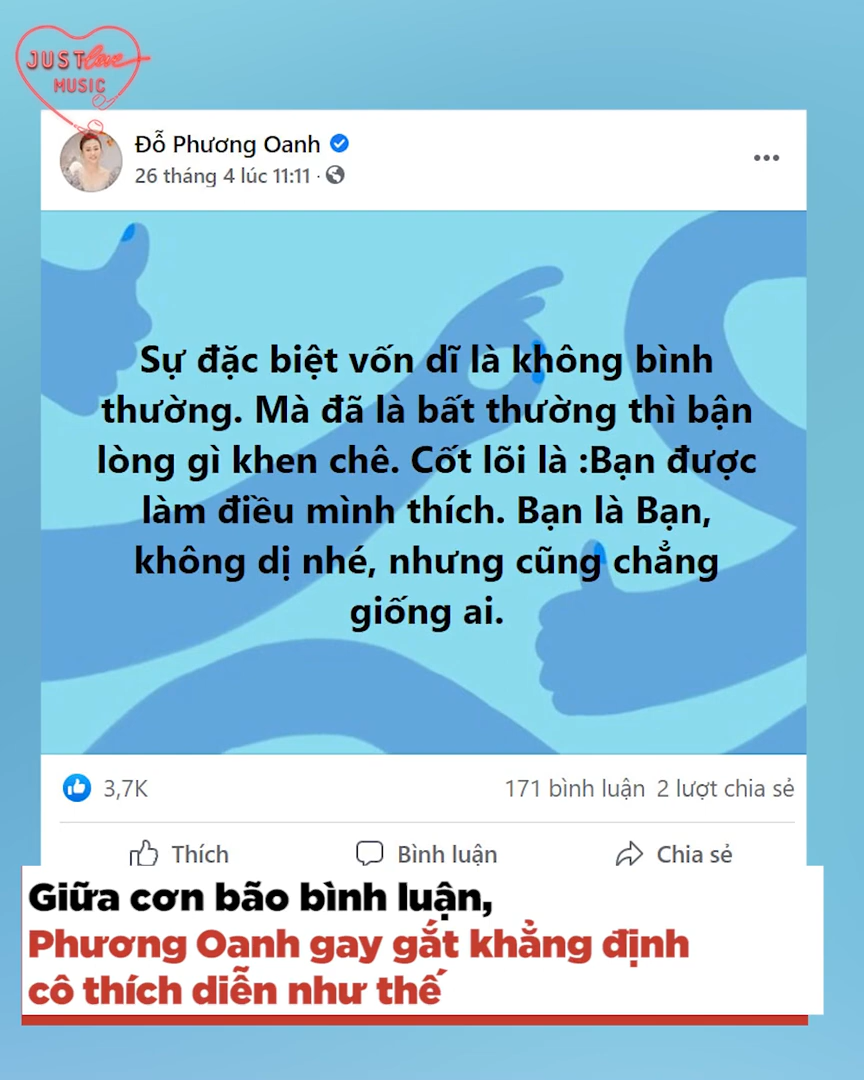 JUST love
MUSIC
Đỗ Phương Oanh
26 tháng 4 lúc 11:11 ·
Sự đặc biệt vốn dĩ là không bình
thường. Mà đã là bất thường thì bận
lòng gì khen chê. Cốt lõi là :Bạn được
làm điều mình thích. Bạn là Bạn,
không dị nhé, nhưng cũng chẳng
giống ai.
3,7K
171 bình luận 2 lượt chia sẻ
Thích Bình luận Chia sẻ
Giữa cơn bão bình luận,
Phương Oanh gay gắt khẳng định
cô thích diễn như thế